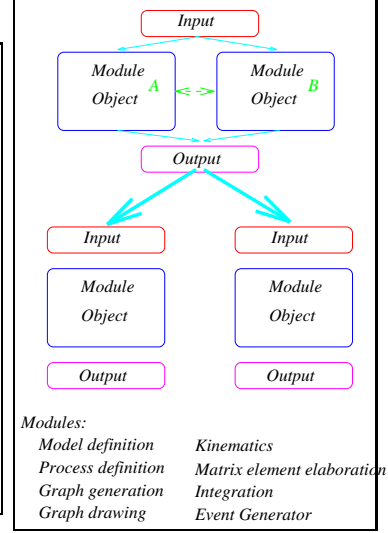 Input
Module Module
Object A Object B
Output
Input Input
Module Module
Object Object
Output Output
Modules:
Model definition Kinematics
Process definition Matrix element elaboration
Graph generation Integration
Graph drawing Event Generator